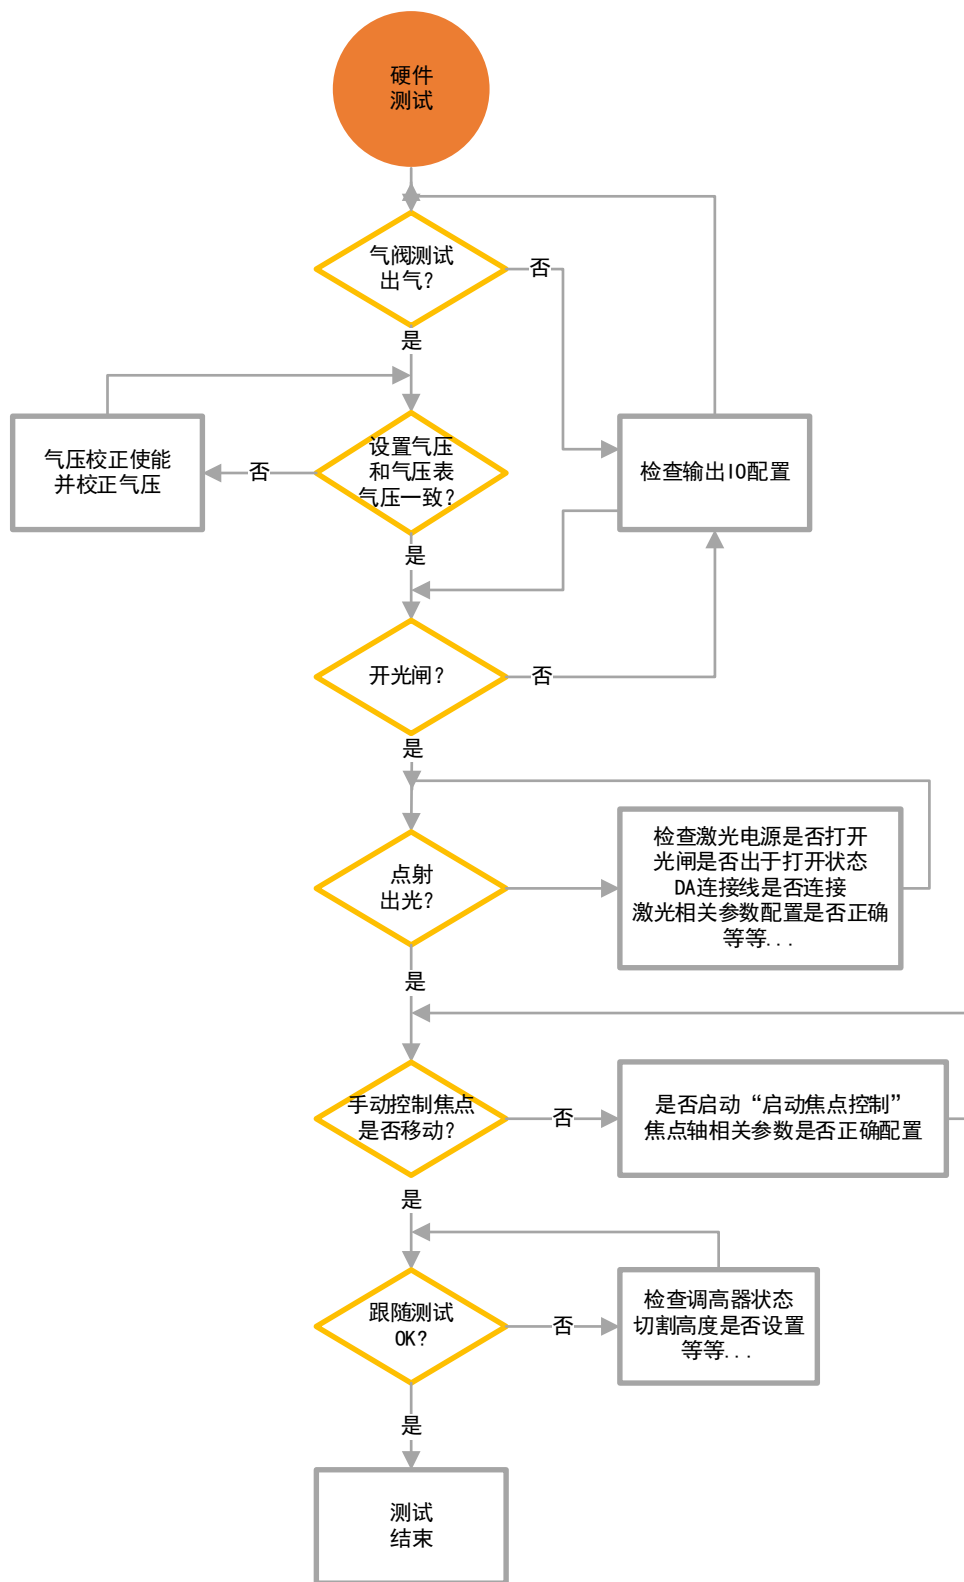 硬件
测试
气阀测试
出气？
否
是
设置气压
和气压表
气压一致？
否
气压校正使能
并校正气压
检查输出IO配置
是
开光闸？
否
是
点射
出光？
检查激光电源是否打开
光闸是否出于打开状态
DA连接线是否连接
激光相关参数配置是否正确
等等...
是
手动控制焦点
是否移动？
否
是否启动“启动焦点控制”
焦点轴相关参数是否正确配置
是
跟随测试
OK？
否
检查调高器状态
切割高度是否设置
等等...
是
测试
结束